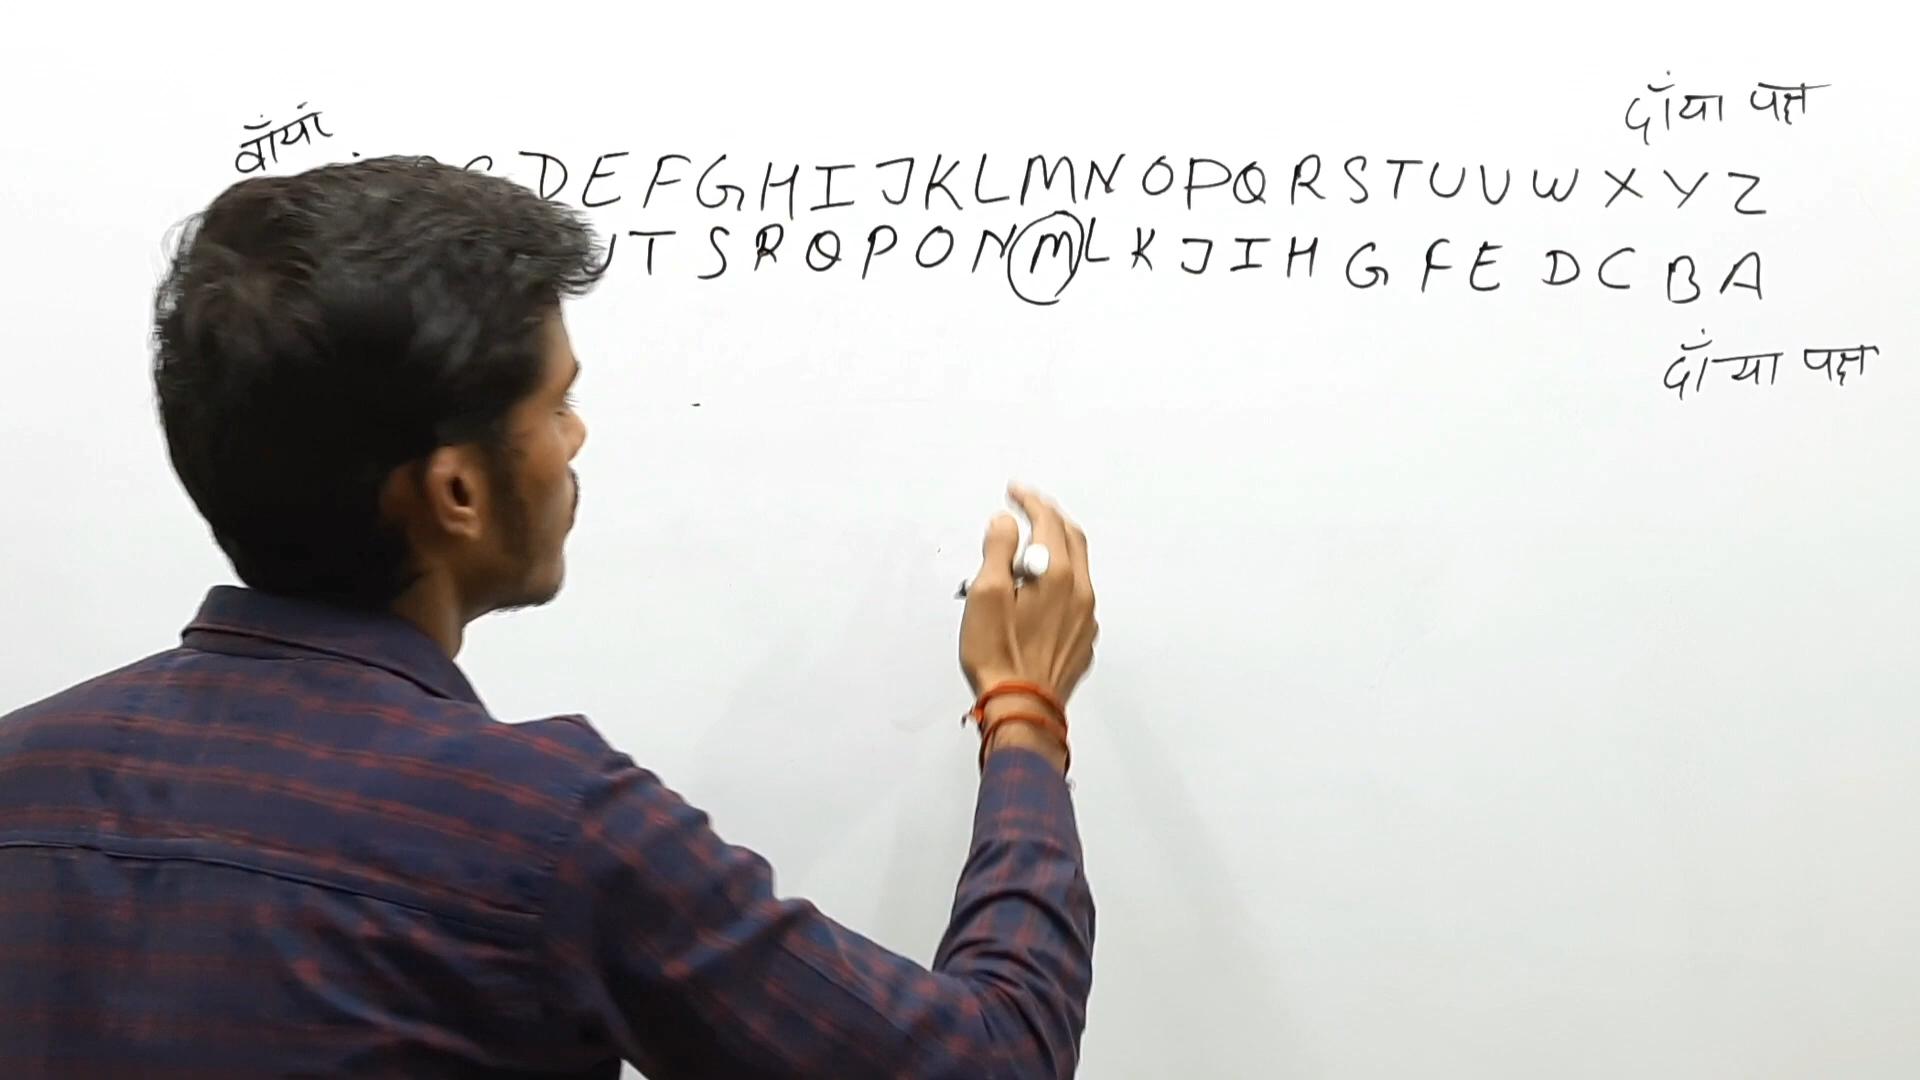 बाँयां दाँया पक्ष
D E F G H I J K L M N O P Q R S T U V W X Y Z
T S R Q P O N M L K J I H G F E D C B A
दाँया पक्ष